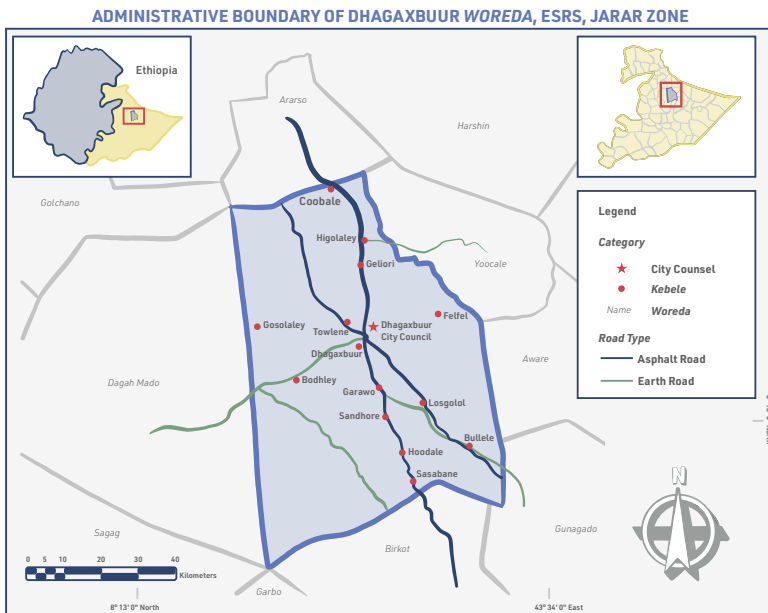 ADMINISTRATIVE BOUNDARY OF DHAGAXBUUR WOREDA, ESRS, JARAR ZONE
Ethiopia
Ararso
Harshin
Golchano
Coobale
Higolaley
Geliori
Yoocale
Legend
Category
City Counsel
Kebele
Name Woreda
Road Type
Asphalt Road
Earth Road
Gosolaley
Towlene
Dhagaxbuur
City Council
Felfel
Dhagaxbuur
Aware
Dagah Mado
Bodhley
Garawo
Losgolol
Sandhore
Bullele
Hoodale
Sasabane
N
Sagag
Birkot
Gunagado
0 5 10 20 30 40
Kilometers
Garbo
8° 13' 0" North
43° 34' 0" East